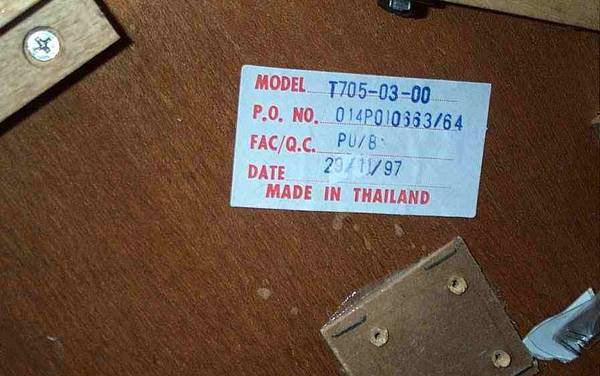 MODEL T705-03-00
P.O. NO. 014P010663/64
FAC/Q.C. PU/8
DATE 29/11/97
MADE IN THAILAND